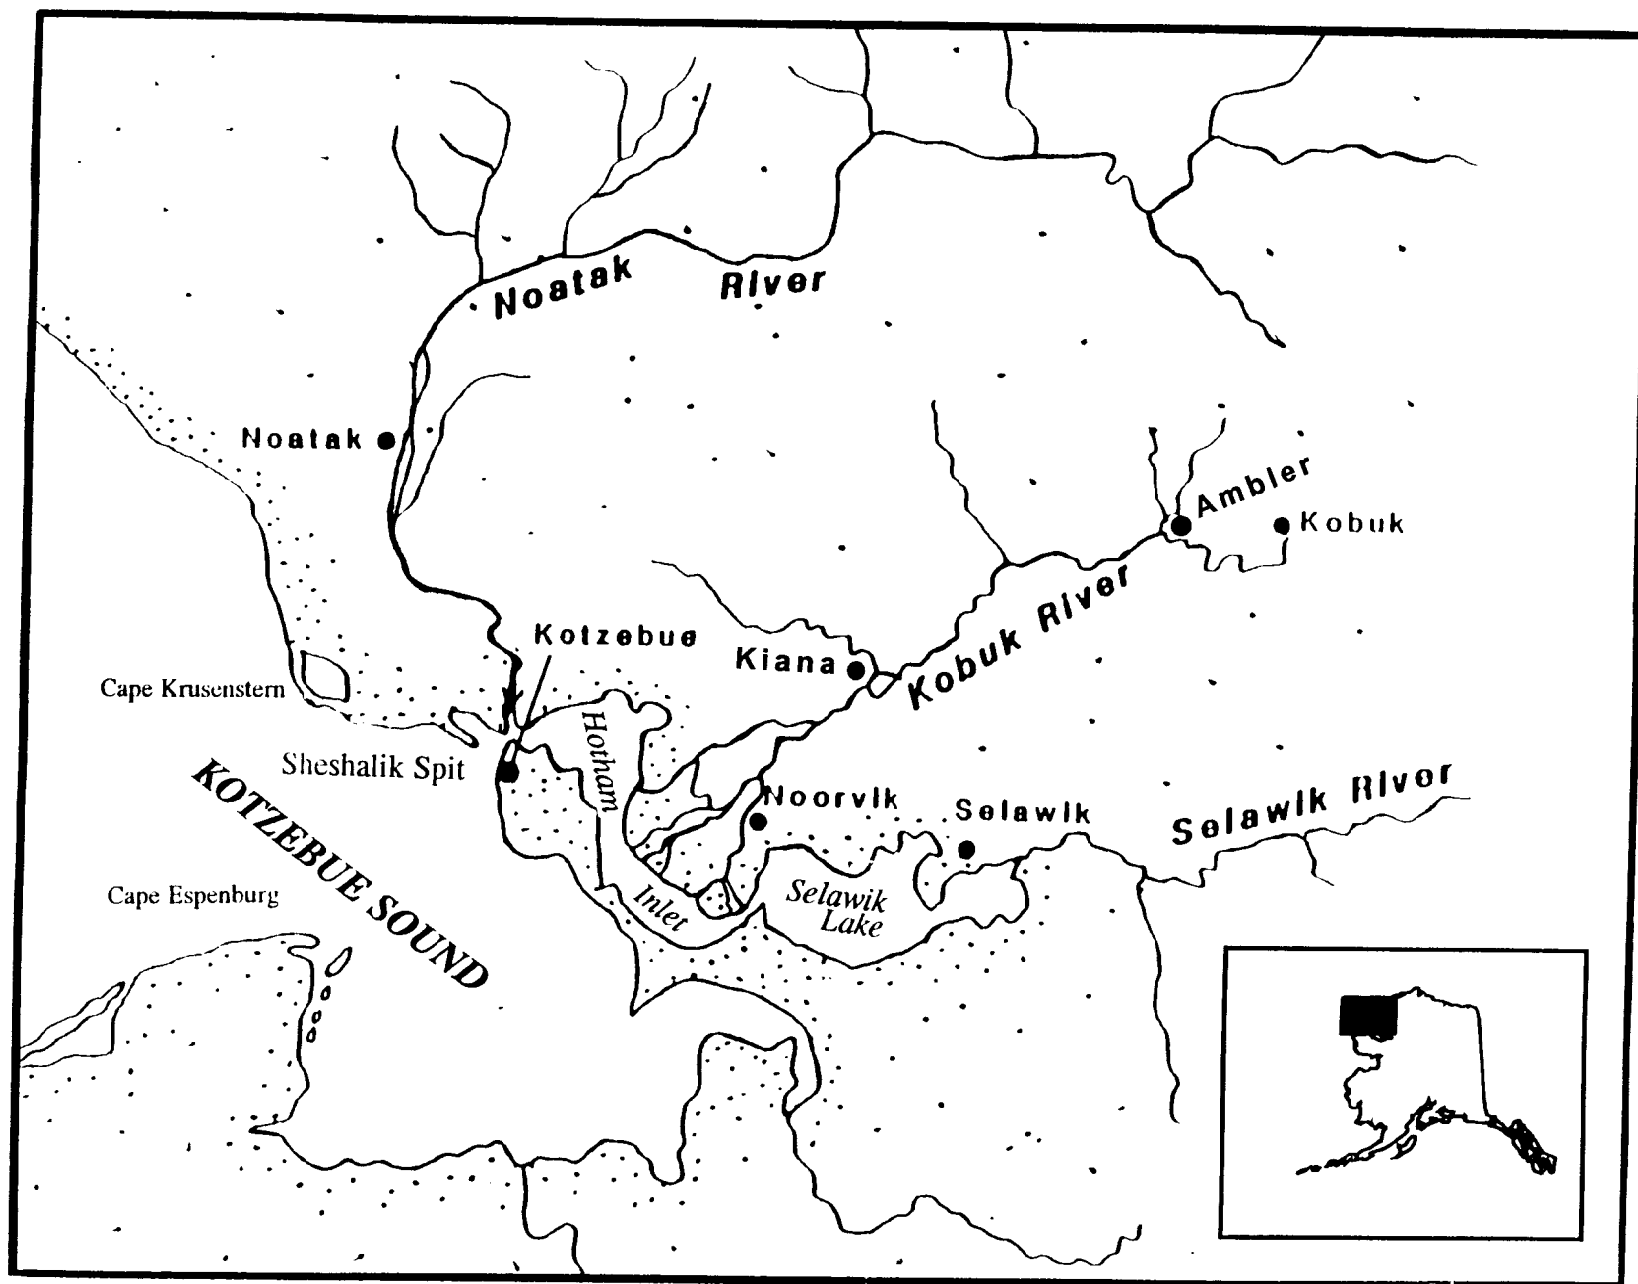 Noatak River
Noatak
Ambler
Kobuk
Kotzebue
Kiana
Kobuk River
Cape Krusenstern
Hotham
Sheshalik Spit
Noorvik
Selawik
Selawik River
KOTZEBUE SOUND
Cape Espenburg
Inlet
Selawik
Lake